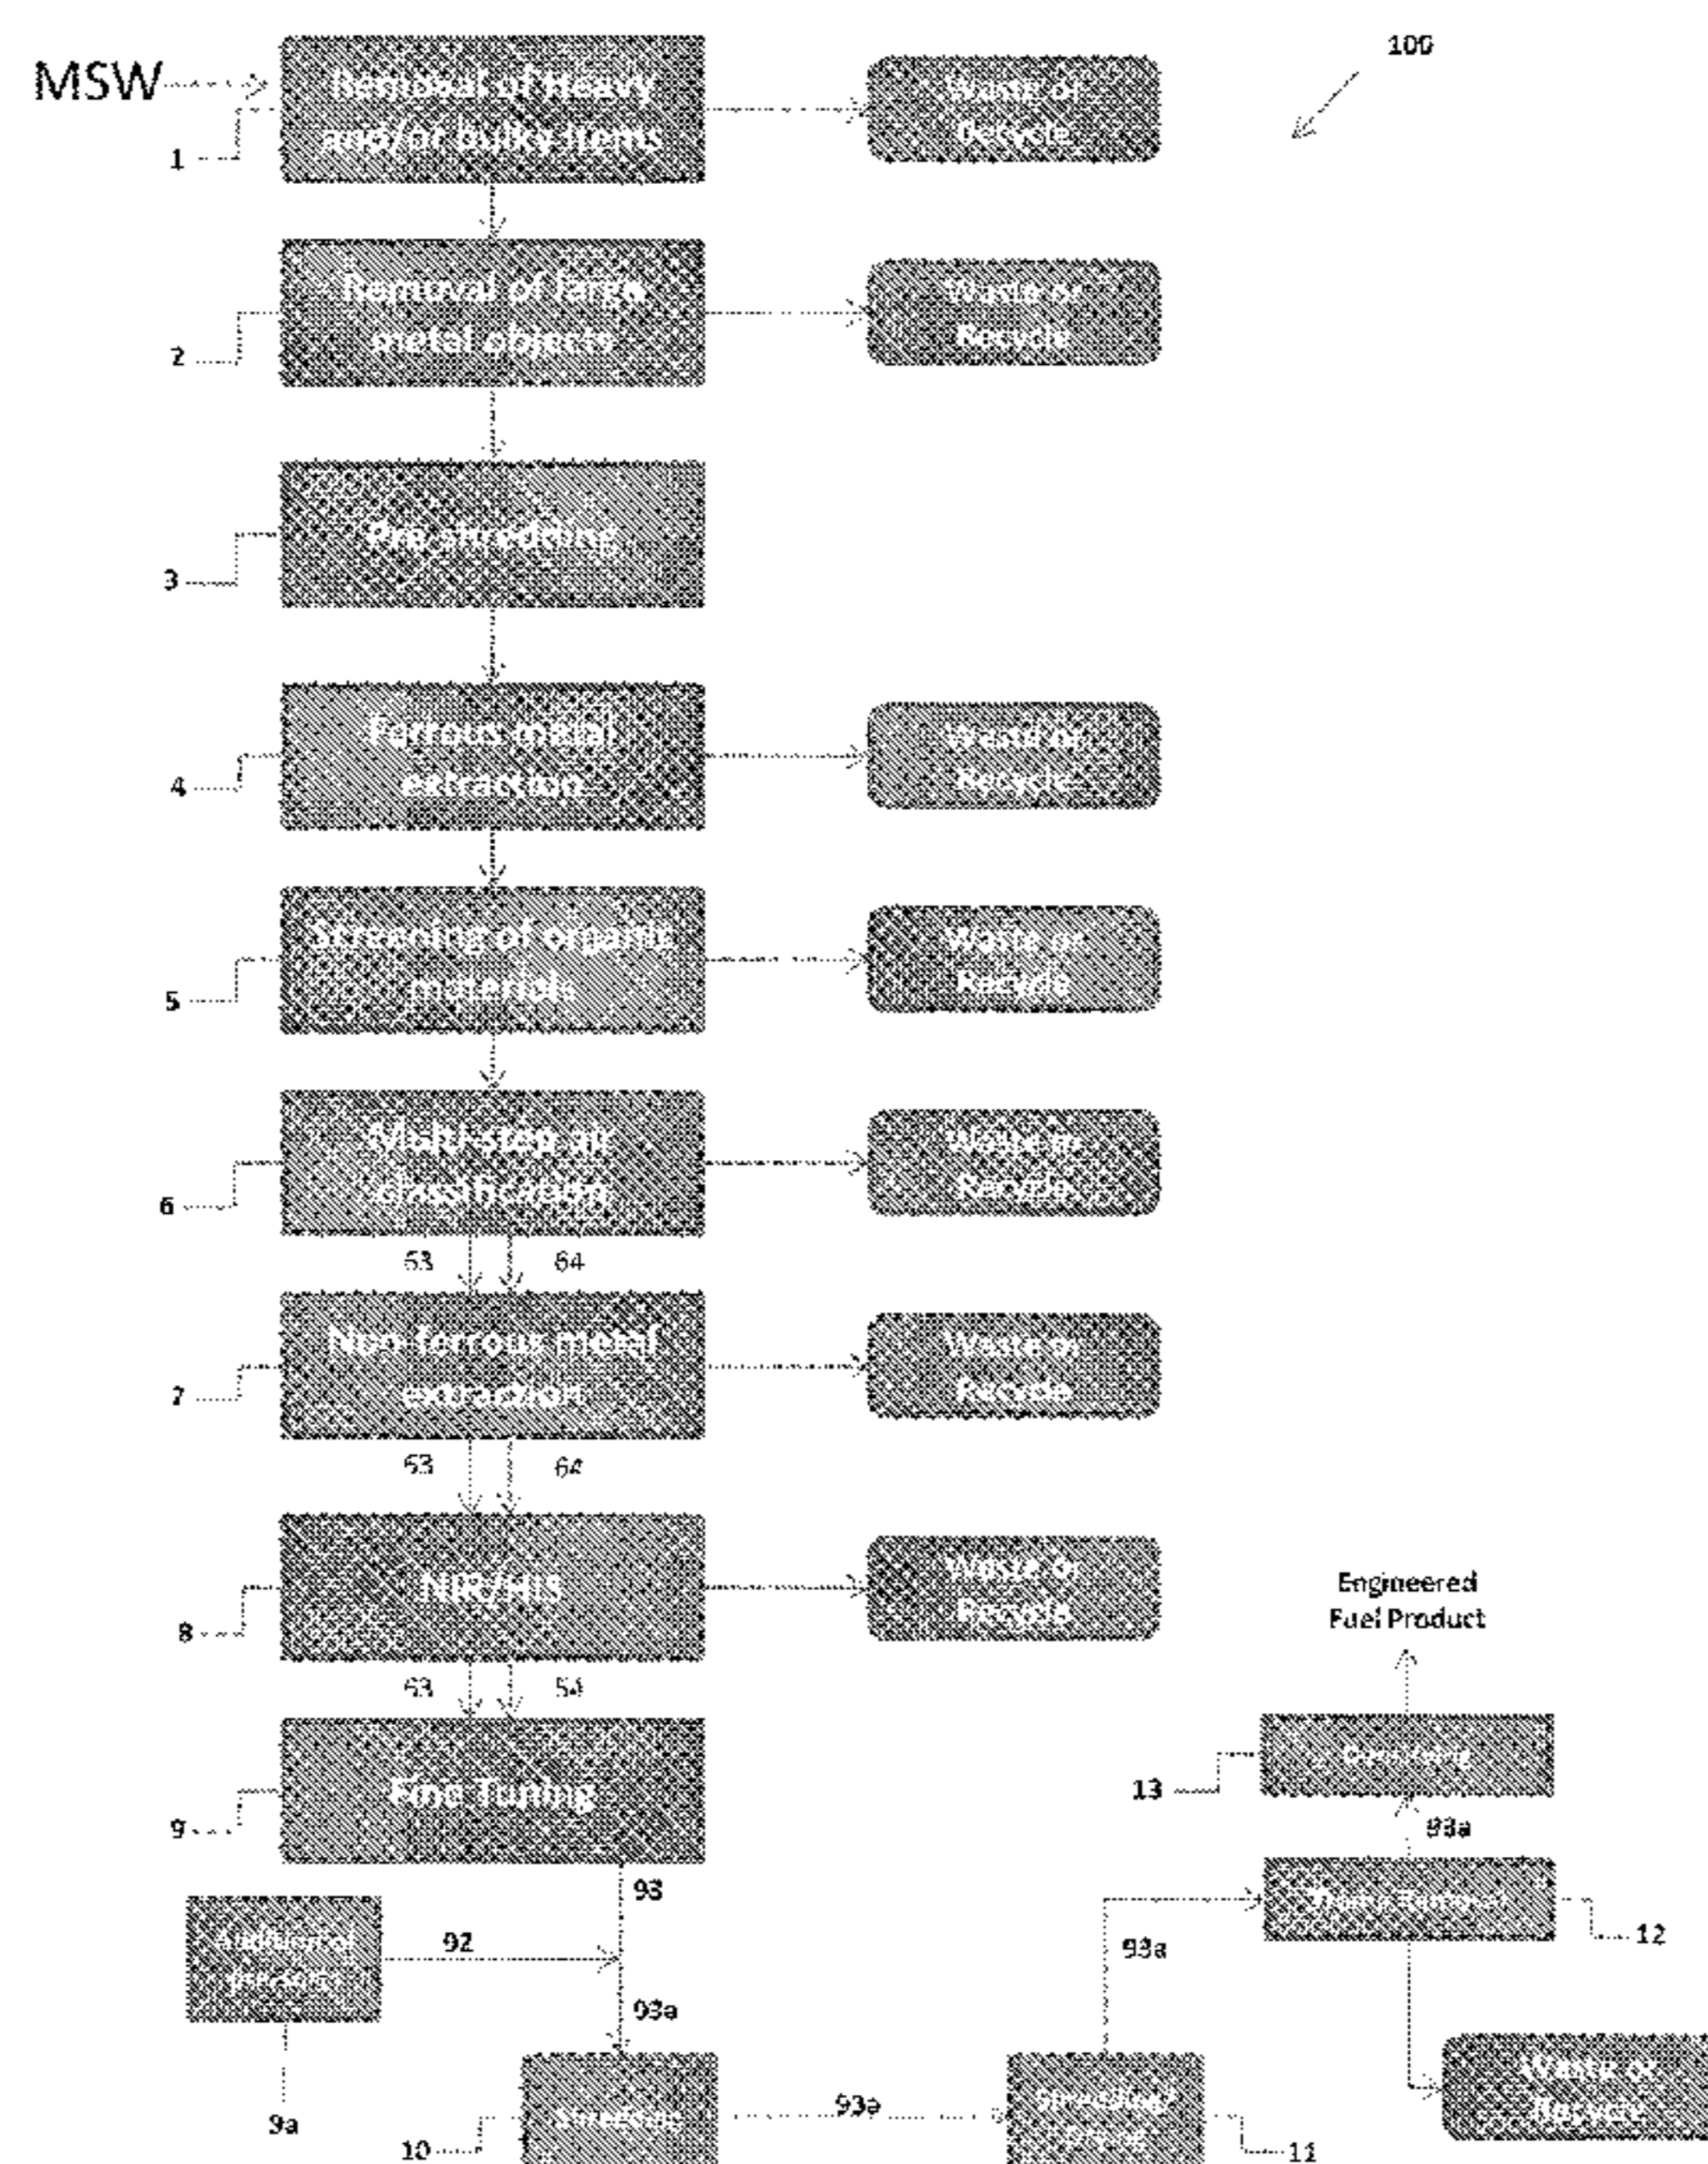 100
MSW
Removal of Heavy
and/or bulky items
Waste or
Recycle
1
Removal of large
metal objects
Waste or
Recycle
2
Pre shredding
3
Ferrous metal
extraction
Waste or
Recycle
4
Screening of organic
materials
Waste or
Recycle
5
Multi-step air
classification
Waste or
Recycle
6
63
64
Non-ferrous metal
extraction
Waste or
Recycle
7
63
64
NIR/HIS
Waste or
Recycle
8
63
64
Engineered
Fuel Product
Fine Tuning
9
13
93a
93
12
Additional
92
93a
93a
Waste or
Recycle
9a
Shredding
93a
10
11